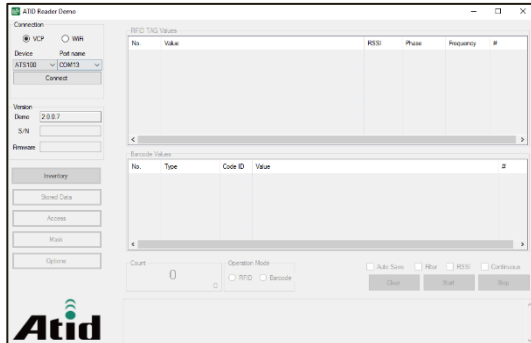 ATID Reader Demo
Connection
VCP WiFi
Device Port name
ATS100 COM13
Connect
Version
Demo 2.0.0.7
S/N
Firmware
Inventory
Stored Data
Access
Mask
Options
Atid
RFID TAG Values
No. Value RSSI Phase Frequency #
Barcode Values
No. Type Code ID Value #
Count
0
0
Operation Mode
RFID Barcode
Auto Save Filter RSSI Continuous
Clear Start Stop